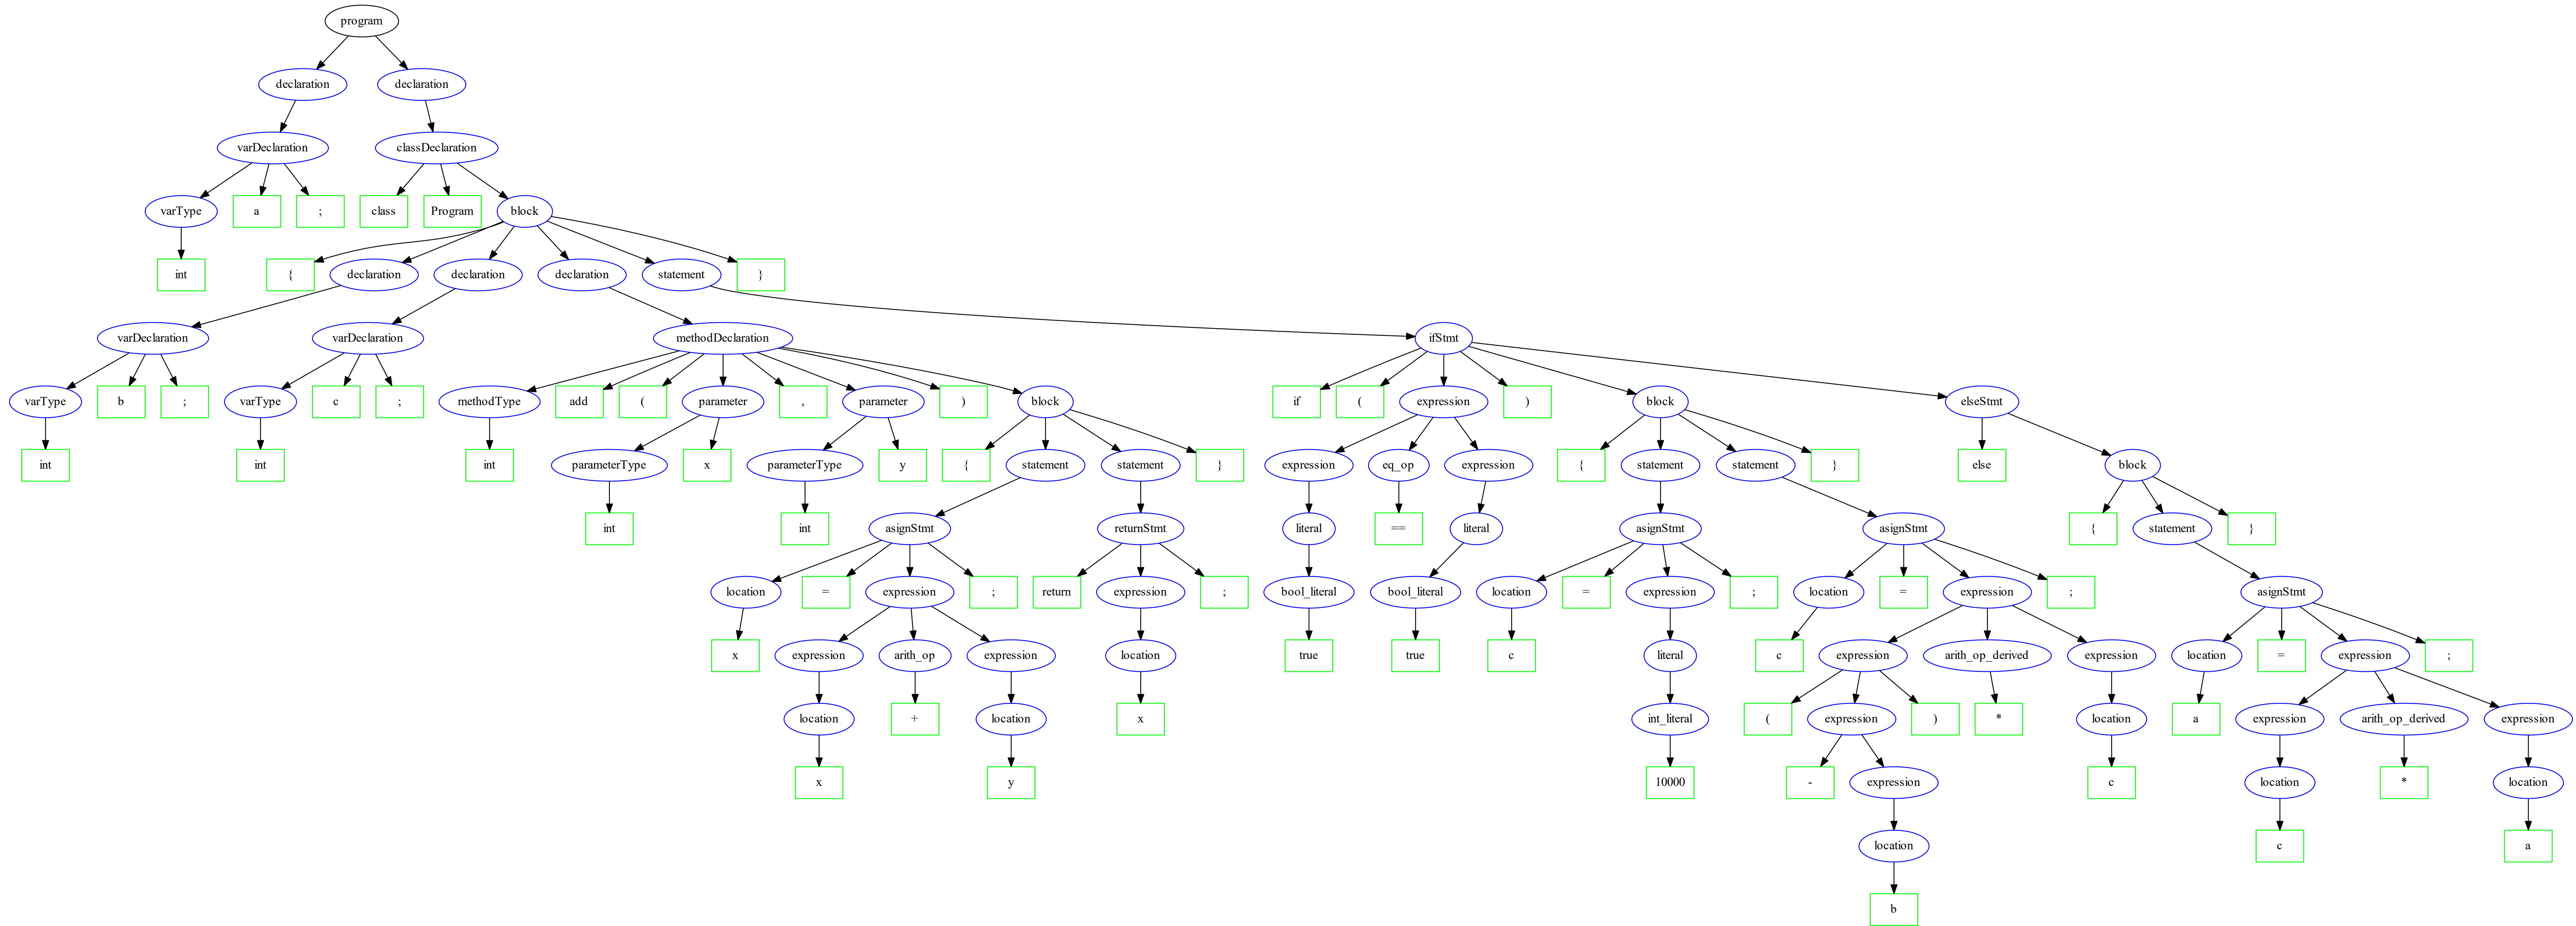 program
declaration declaration
varDeclaration classDeclaration
varType a ; class Program block
int { declaration declaration declaration statement }
varDeclaration varDeclaration methodDeclaration ifStmt
varType b ; varType c ; methodType add ( parameter , parameter ) block if ( expression ) block elseStmt
int int int parameterType x parameterType y { statement statement } expression eq_op expression { statement statement } else block
int int asignStmt returnStmt literal == literal asignStmt asignStmt { statement }
location = expression ; return expression ; bool_literal bool_literal location = expression ; location = expression ; asignStmt
x expression arith_op expression location true true c literal c expression arith_op_derived expression location = expression ;
location + location x int_literal ( expression ) * location a expression arith_op_derived expression
x y 10000 - expression c location * location
location c a
b